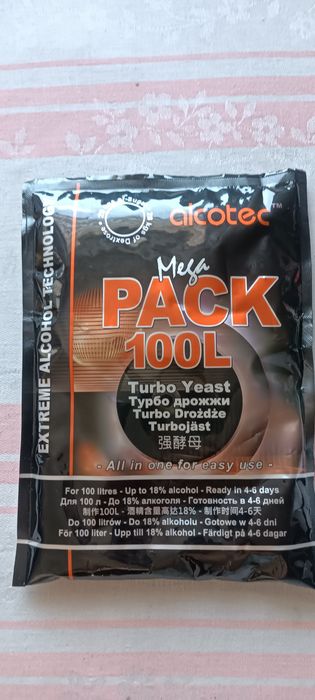 alcotec™
kgs of Dextrose
EXTREME ALCOHOL TECHNOLOGY
Mega
PACK
100L
Turbo Yeast
Турбо дрожжи
Turbo Drożdże
Turbojäst
强酵母
- All in one for easy use -
For 100 litres - Up to 18% alcohol - Ready in 4-6 days
Для 100 л - До 18% алкоголя - Готовность в 4-6 дней
制作100L - 酒精含量高达18% - 制作时间4-6天
Do 100 litrów - Do 18% alkoholu - Gotowe w 4-6 dni
För 100 liter - Upp till 18% alkohol - Färdigt på 4-6 dagar